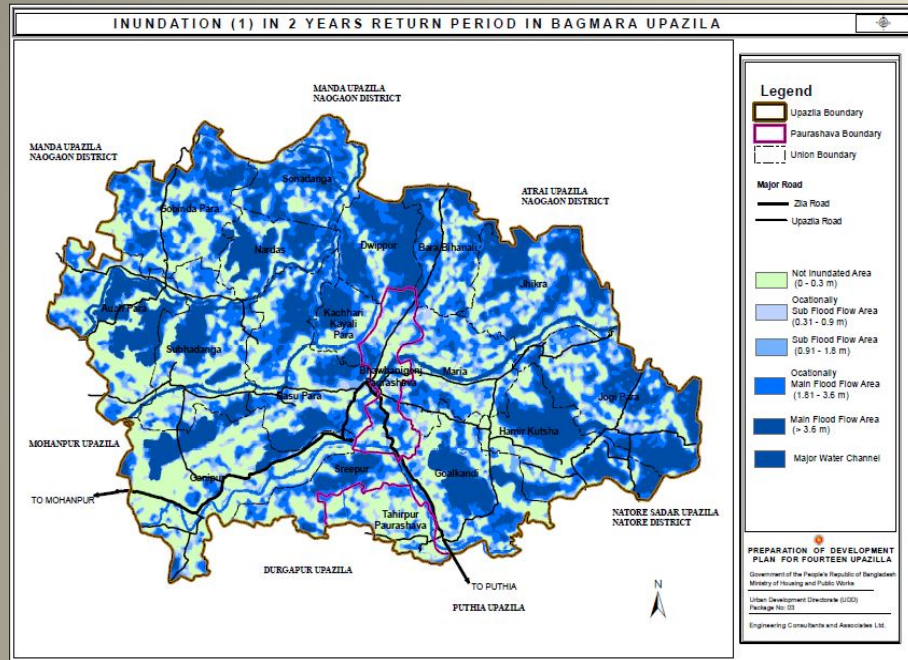 INUNDATION (1) IN 2 YEARS RETURN PERIOD IN BAGMARA UPAZILA
MANDA UPAZILA
NAOGAON DISTRICT
MANDA UPAZILA
NAOGAON DISTRICT
ATRAI UPAZILA
NAOGAON DISTRICT
Sonadanga
Gopinda Para
Nardas
Dwippur
Bara Bihanali
Jhikra
Auch Para
Kachhari
Kayali
Para
Subhadanga
Bhawhanigonj
Paurashava
Maria
Basu Para
Jogi Para
Hamir Kutsha
MOHANPUR UPAZILA
Ganipur
Sreepur
Goalkandi
TO MOHANPUR
Tahirpur
Paurashava
NATORE SADAR UPAZILA
NATORE DISTRICT
DURGAPUR UPAZILA
TO PUTHIA
PUTHIA UPAZILA
N
Legend
Upazila Boundary
Paurashava Boundary
Union Boundary
Major Road
Zila Road
Upazila Road
Not Inundated Area
(0 - 0.3 m)
Ocationally
Sub Flood Flow Area
(0.31 - 0.9 m)
Sub Flood Flow Area
(0.91 - 1.8 m)
Ocationally
Main Flood Flow Area
(1.81 - 3.6 m)
Main Flood Flow Area
(> 3.6 m)
Major Water Channel
PREPARATION OF DEVELOPMENT
PLAN FOR FOURTEEN UPAZILLA
Government of the People's Republic of Bangladesh
Ministry of Housing and Public Works
Urban Development Directorate (UDD)
Package No: 03
Engineering Consultants and Associates Ltd.